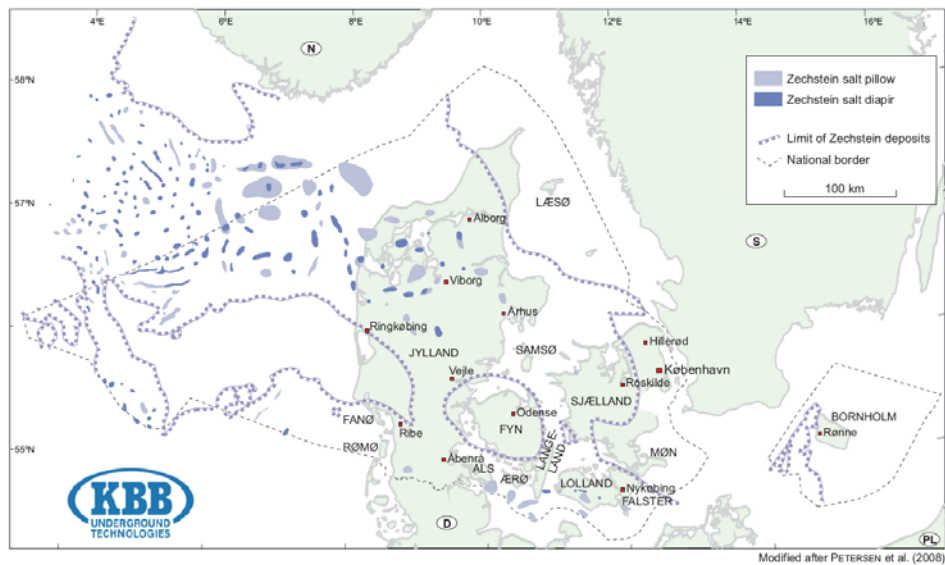 4°E 6°E 8°E 10°E 12°E 14°E 16°E
N
58°N
Zechstein salt pillow
Zechstein salt diapir
Limit of Zechstein deposits
National border
100 km
57°N
LÆSØ
Ålborg
S
Viborg
Århus
Ringkøbing
Hillerød
JYLLAND
SAMSØ
København
Vejle
Roskilde
SJÆLLAND
BORNHOLM
FANØ
Odense
Ribe
FYN
Rønne
55°N
RØMØ
LANGE-
LAND
MØN
Åbenrå
ALS
ÆRØ
LOLLAND
Nykøbing
FALSTER
KBB
UNDERGROUND
TECHNOLOGIES
D
PL
Modified after PETERSEN et al. (2008)